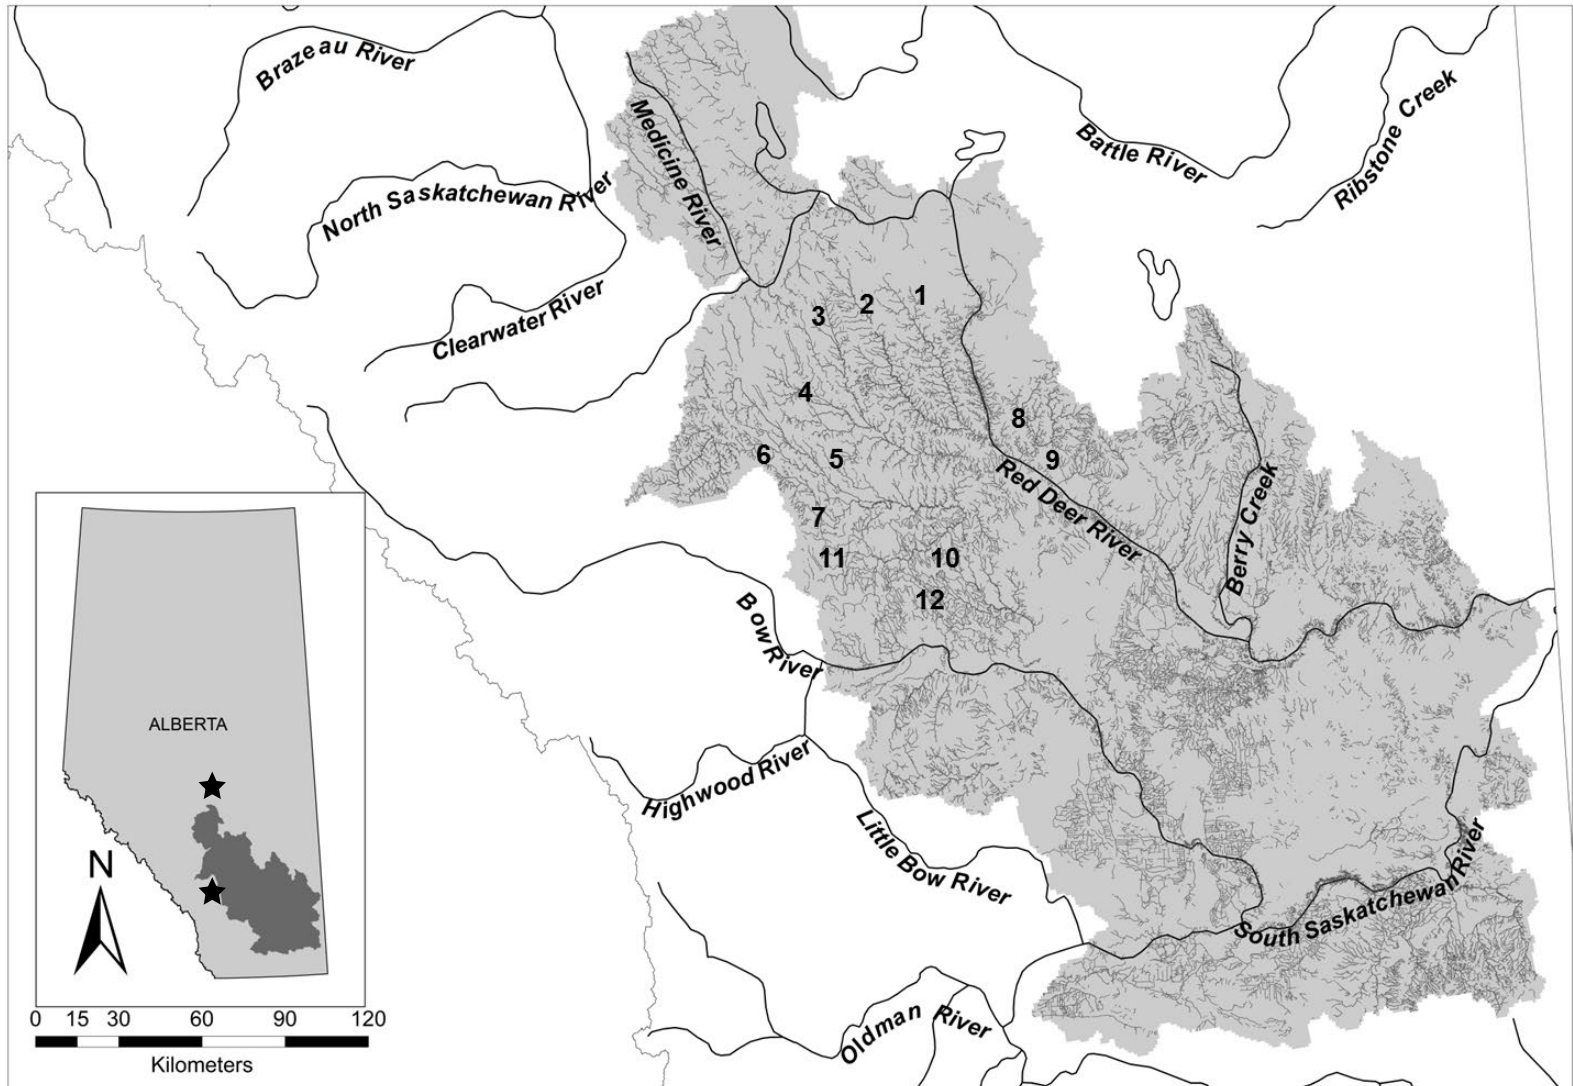 Brazeau River
Medicine River
Battle River
Ribstone Creek
North Saskatchewan River
Clearwater River
1
2
3
4
8
6
5
9
Red Deer River
Berry Creek
7
11
10
12
Bow River
ALBERTA
Highwood River
Little Bow River
South Saskatchewan River
Oldman River
N
0 15 30 60 90 120
Kilometers